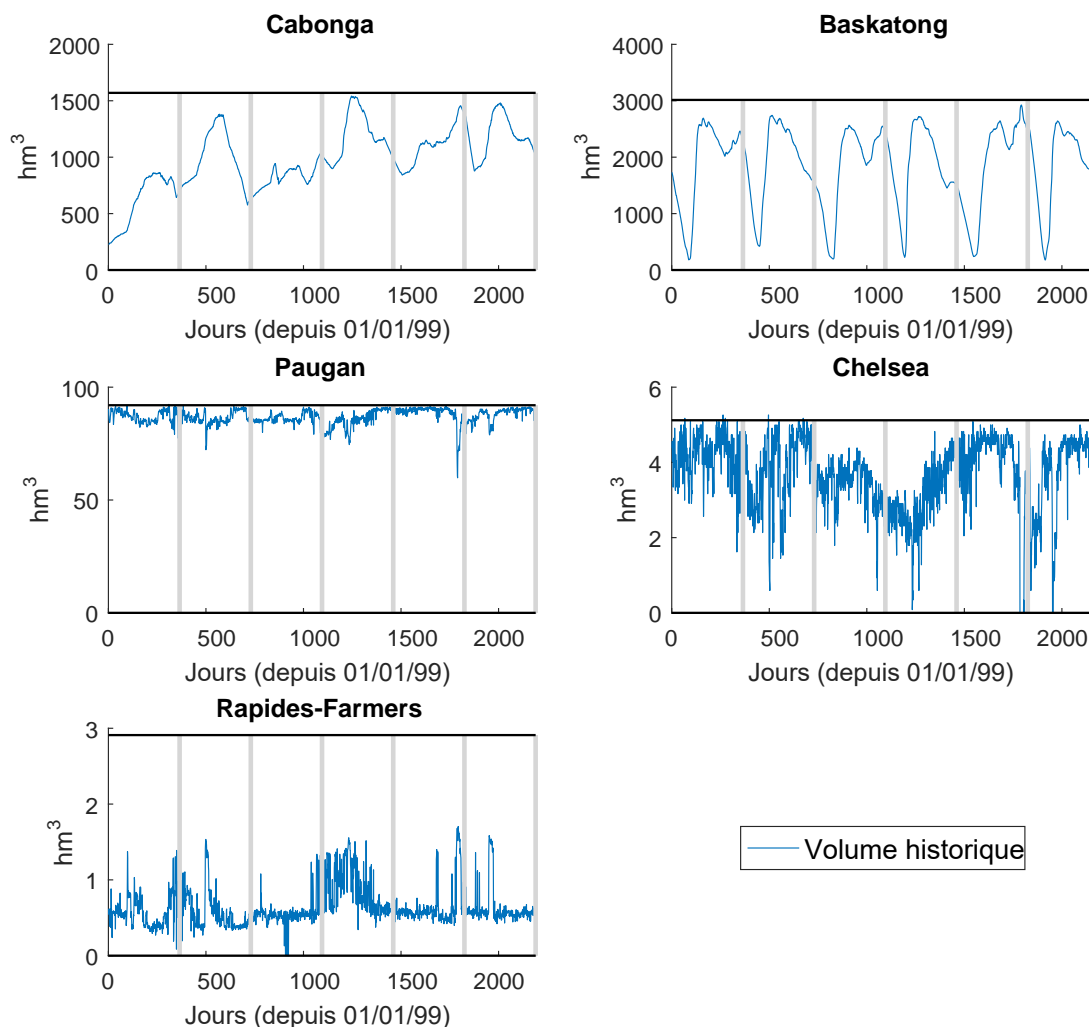 Cabonga
2000
1500
1000
500
0
hm³
0 500 1000 1500 2000
Jours (depuis 01/01/99)
Baskatong
4000
3000
2000
1000
0
hm³
0 500 1000 1500 2000
Jours (depuis 01/01/99)
Paugan
100
50
0
hm³
0 500 1000 1500 2000
Jours (depuis 01/01/99)
Chelsea
6
4
2
0
hm³
0 500 1000 1500 2000
Jours (depuis 01/01/99)
Rapides-Farmers
3
2
1
0
hm³
0 500 1000 1500 2000
Jours (depuis 01/01/99)
Volume historique